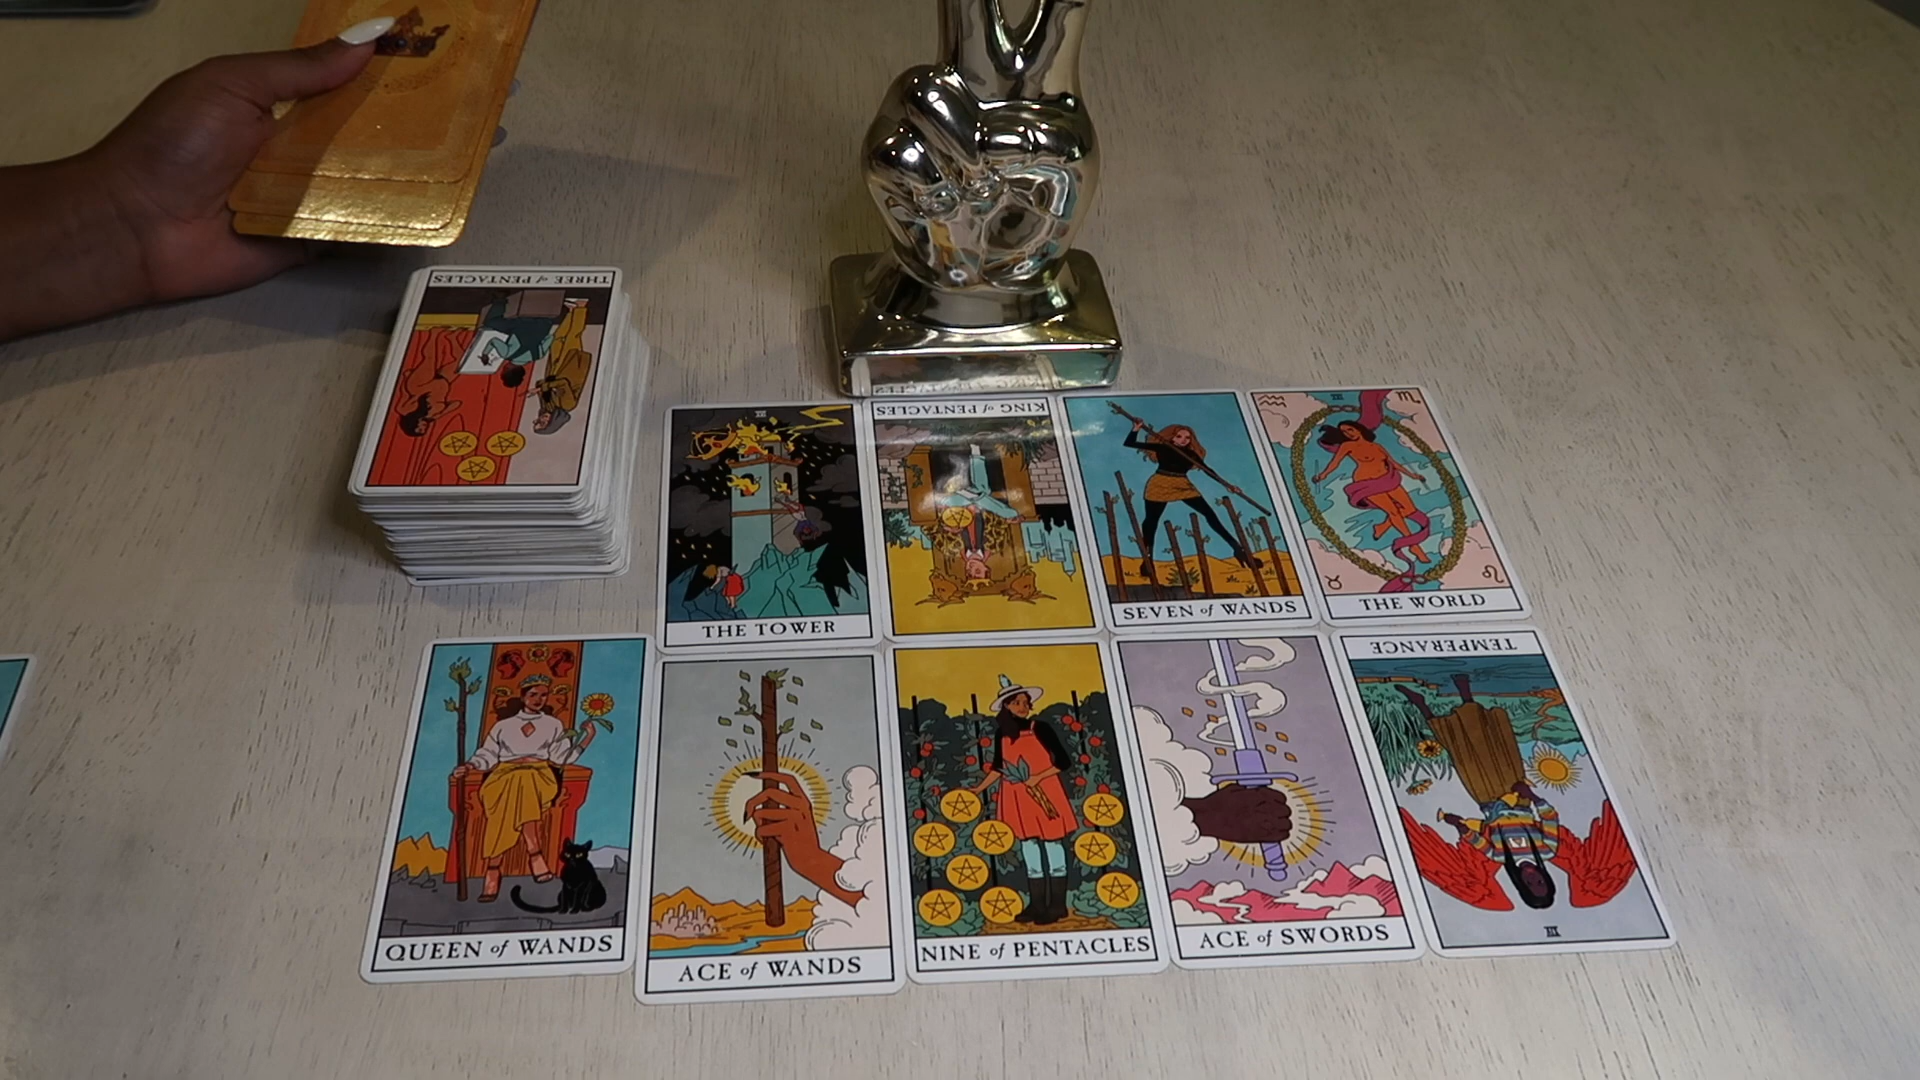 THREE of PENTACLES
THE TOWER
KING of PENTACLES
SEVEN of WANDS
THE WORLD
QUEEN of WANDS
ACE of WANDS
NINE of PENTACLES
ACE of SWORDS
TEMPERANCE